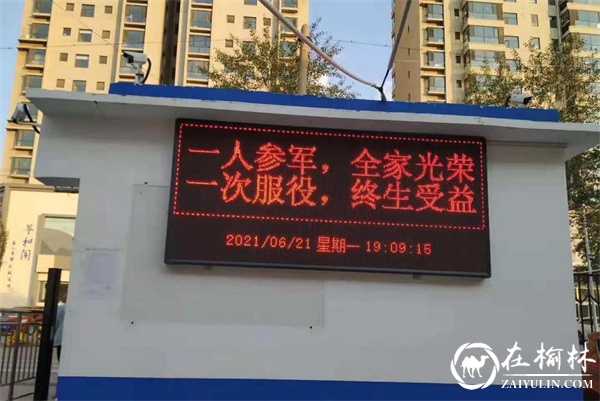 一人参军，全家光荣
一次服役，终生受益
2021/06/21 星期一 19:09:15
在榆林
ZAIYULIN.COM